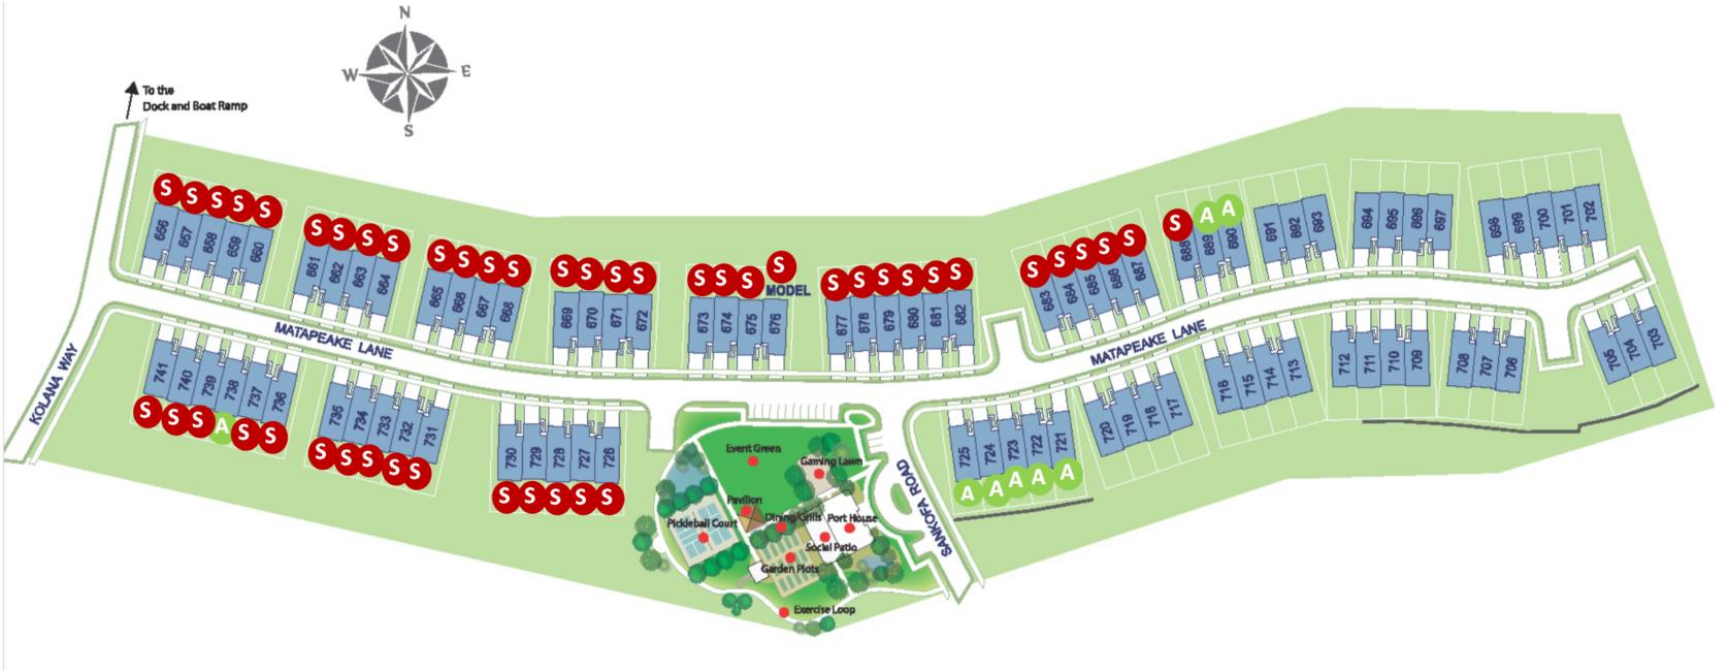 N
W E
S
To the
Dock and Boat Ramp
S S S S S
656 657 658 659 660
S S S S
661 662 663 664
S S S S
665 666 667 668
S S S S
669 670 671 672
S S S S
MODEL
673 674 675 676
S S S S S S
677 678 679 680 681 682
S S S S S
683 684 685 686 687
S A A
688 689 690
691 692 693
694 695 696 697
698 699 700 701 702
KOLANA WAY
MATAPEAKE LANE
MATAPEAKE LANE
741 740 739 738 737 736
S S S A S S
735 734 733 732 731
S S S S S
730 729 728 727 726
S S S S S
725 724 723 722 721
A A A A A
720 719 718 717
716 715 714 713
712 711 710 709
708 707 706
705 704 703
SANKOFA ROAD
Event Green
Gaming Lawn
Pavilion
Pickleball Court
Dining/Grills
Port House
Social Patio
Garden Plots
Exercise Loop